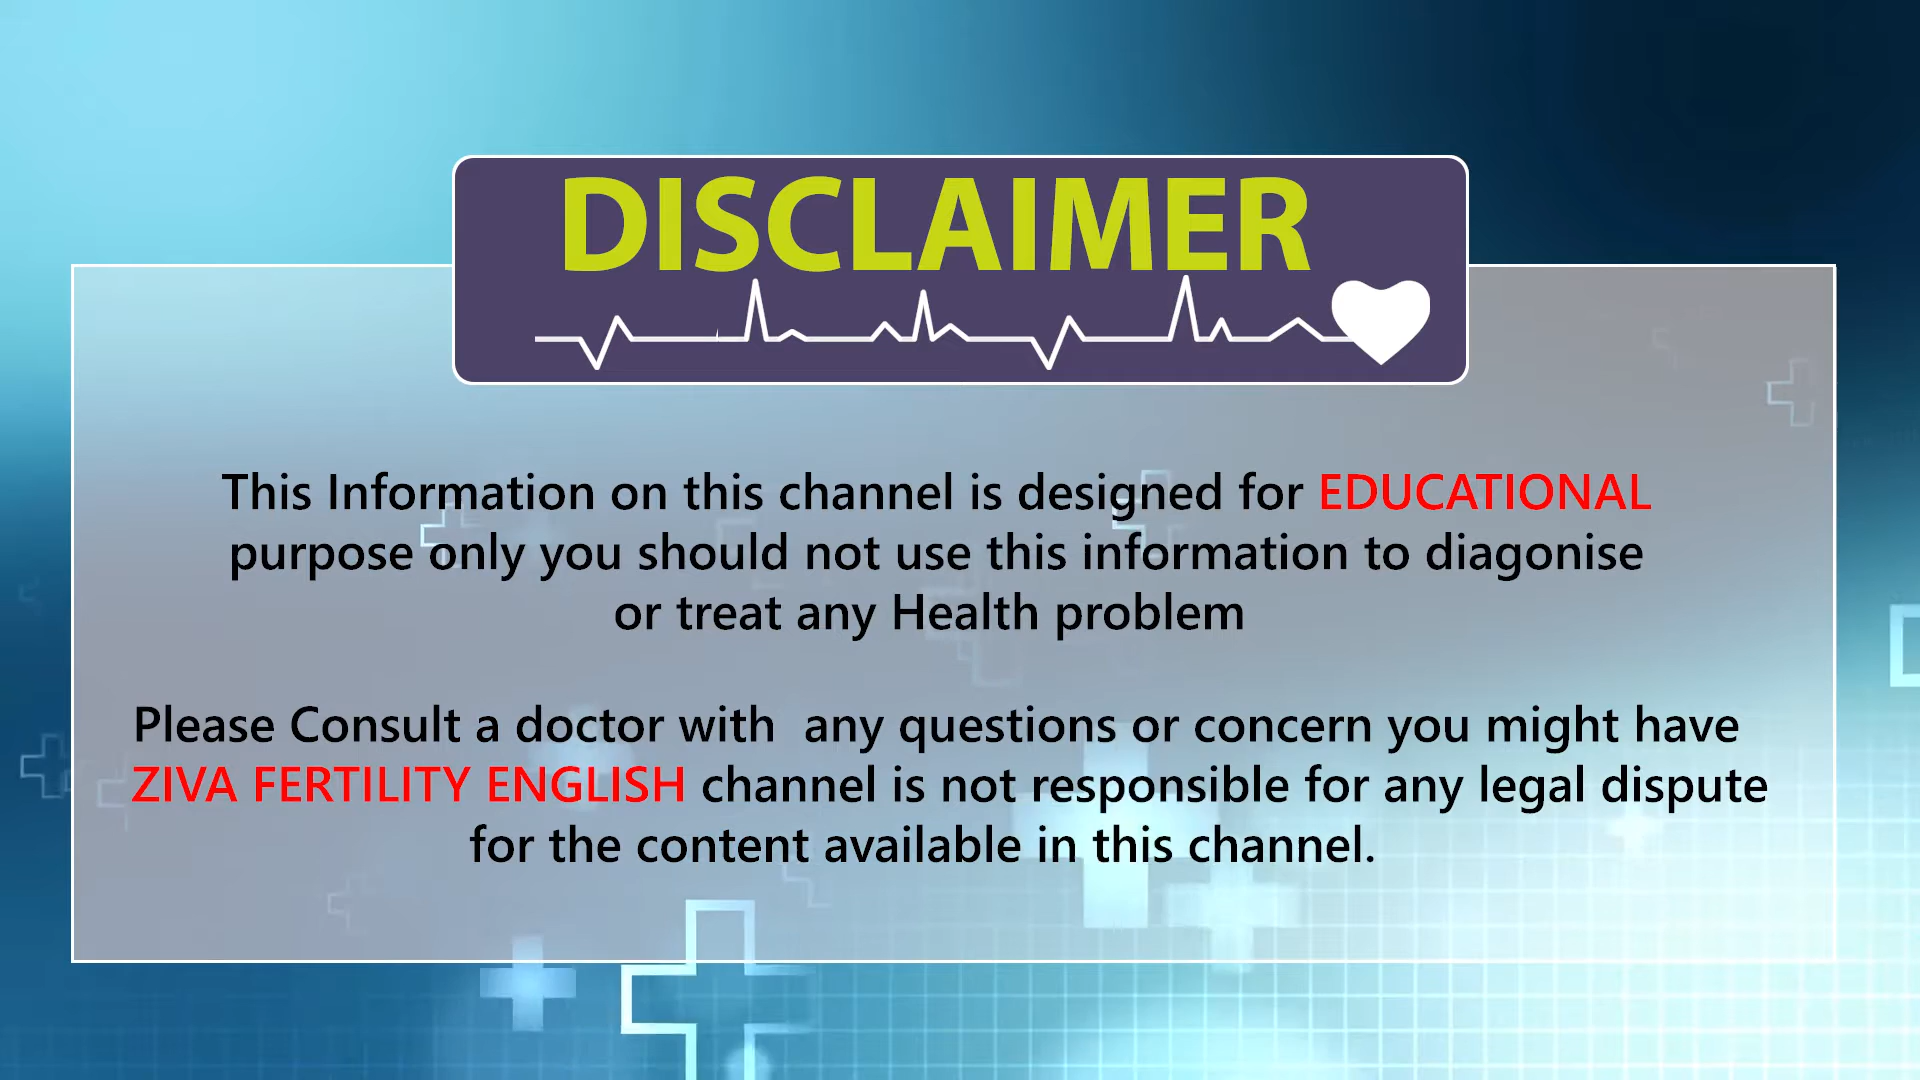 DISCLAIMER
This Information on this channel is designed for EDUCATIONAL
purpose only you should not use this information to diagonise
or treat any Health problem
Please Consult a doctor with  any questions or concern you might have
ZIVA FERTILITY ENGLISH channel is not responsible for any legal dispute
for the content available in this channel.